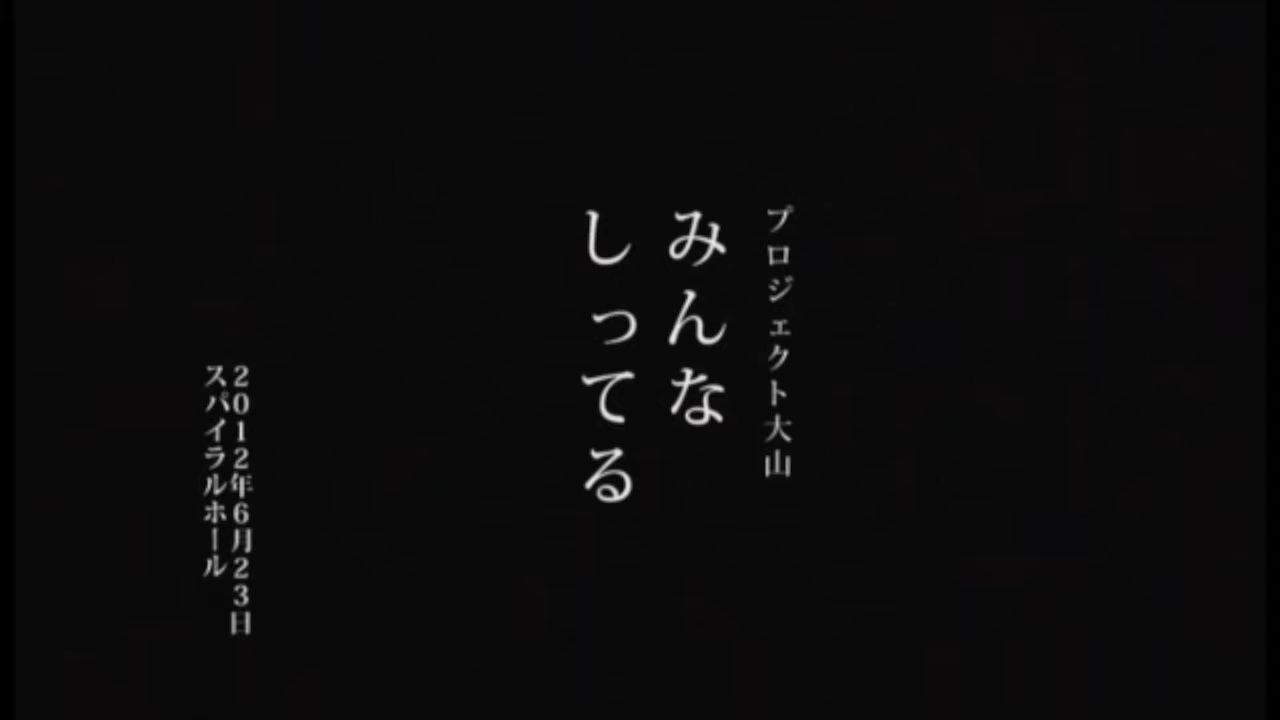 プロジェクト大山
みんな
しってる
2012年6月23日
スパイラルホール